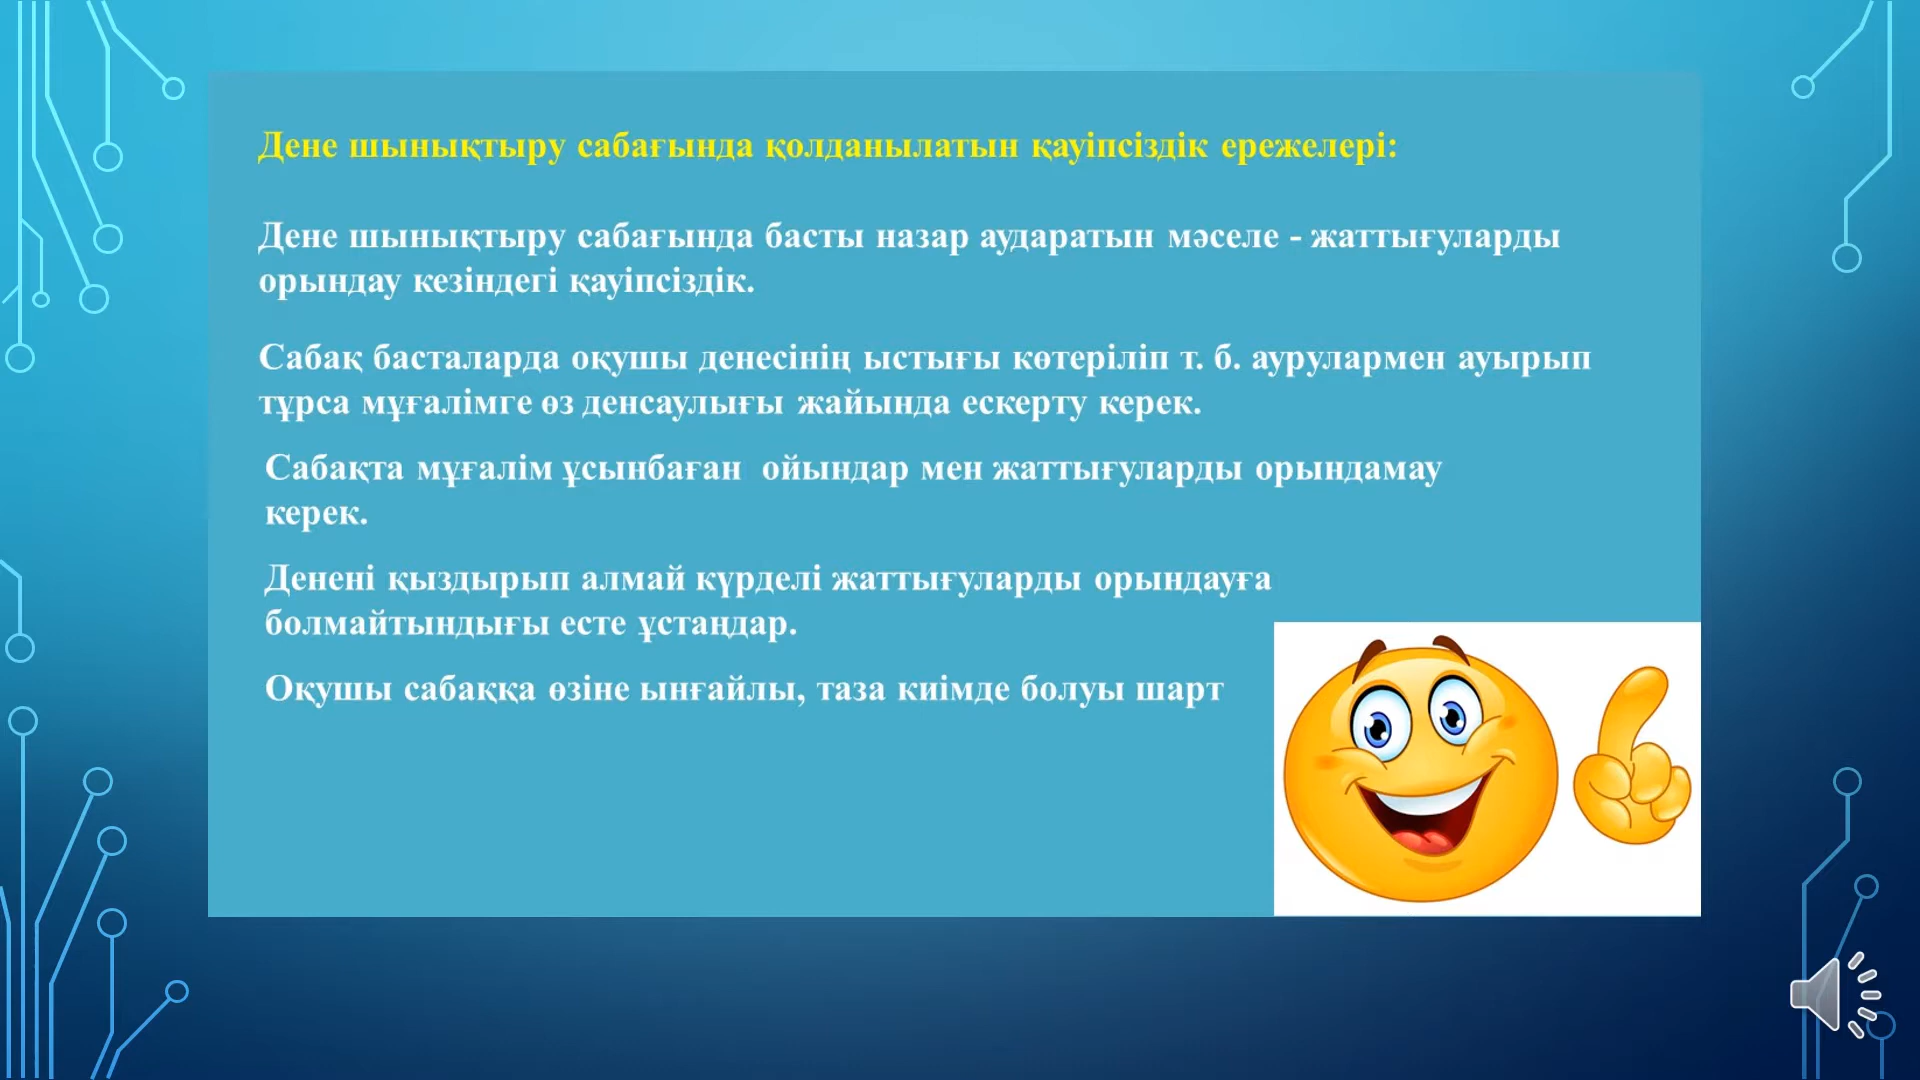 Дене шынықтыру сабағында қолданылатын қауіпсіздік ережелері:
Дене шынықтыру сабағында басты назар аударатын мәселе - жаттығуларды
орындау кезіндегі қауіпсіздік.
Сабақ басталарда оқушы денесінің ыстығы көтеріліп т. б. аурулармен ауырып
тұрса мұғалімге өз денсаулығы жайында ескерту керек.
Сабақта мұғалім ұсынбаған ойындар мен жаттығуларды орындамау
керек.
Денені қыздырып алмай күрделі жаттығуларды орындауға
болмайтындығы есте ұстаңдар.
Оқушы сабаққа өзіне ынғайлы, таза киімде болуы шарт